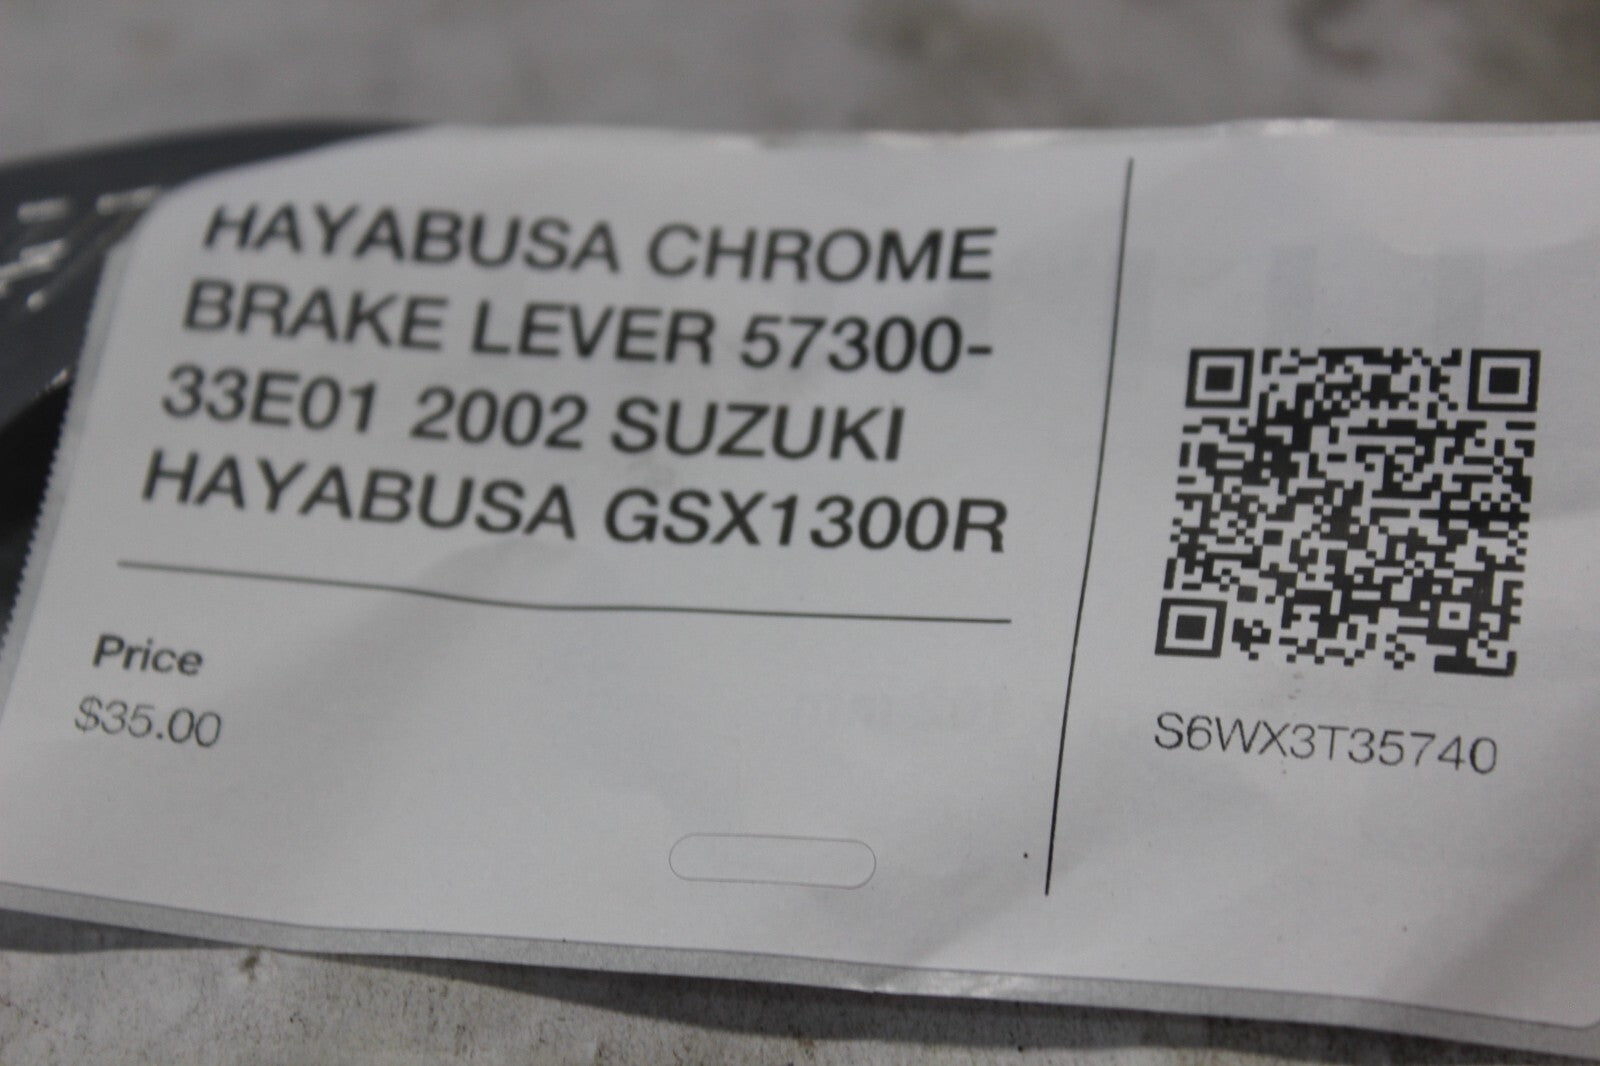 HAYABUSA CHROME
BRAKE LEVER 57300-
33E01 2002 SUZUKI
HAYABUSA GSX1300R
Price
$35.00
S6WX3T35740